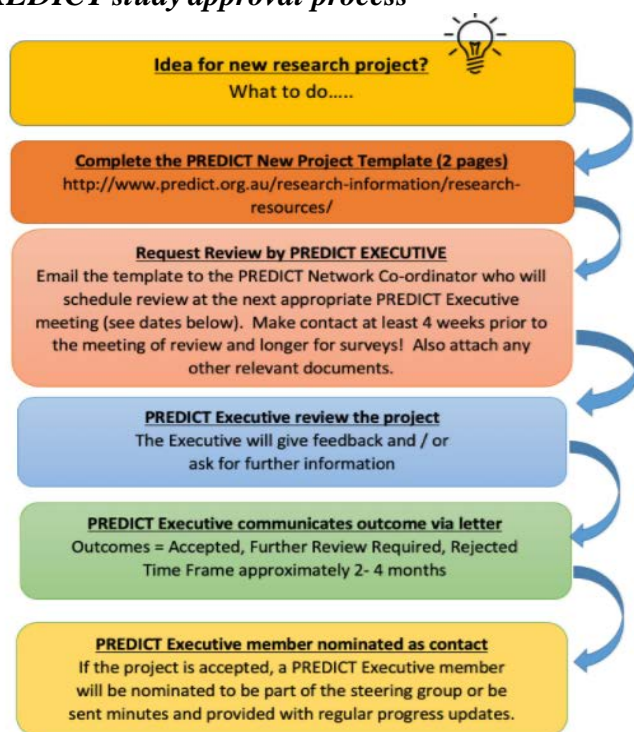 EDICT study approval process
Idea for new research project?
What to do.....
Complete the PREDICT New Project Template (2 pages)
http://www.predict.org.au/research-information/research-
resources/
Request Review by PREDICT EXECUTIVE
Email the template to the PREDICT Network Co-ordinator who will
schedule review at the next appropriate PREDICT Executive
meeting (see dates below).  Make contact at least 4 weeks prior to
the meeting of review and longer for surveys!  Also attach any
other relevant documents.
PREDICT Executive review the project
The Executive will give feedback and / or
ask for further information
PREDICT Executive communicates outcome via letter
Outcomes = Accepted, Further Review Required, Rejected
Time Frame approximately 2- 4 months
PREDICT Executive member nominated as contact
If the project is accepted, a PREDICT Executive member
will be nominated to be part of the steering group or be
sent minutes and provided with regular progress updates.